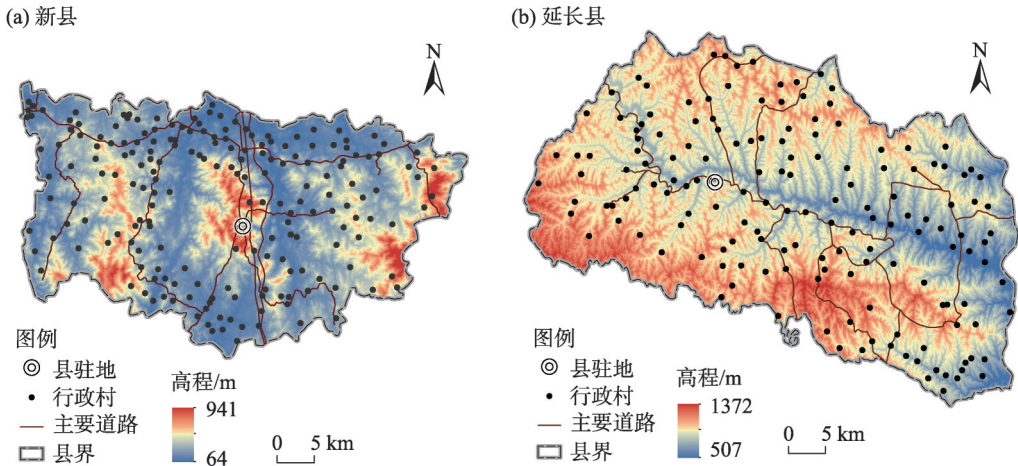 (a) 新县
N
图例
县驻地
行政村
主要道路
县界
高程/m
941
64
0 5 km
(b) 延长县
N
图例
县驻地
行政村
主要道路
县界
高程/m
1372
507
0 5 km